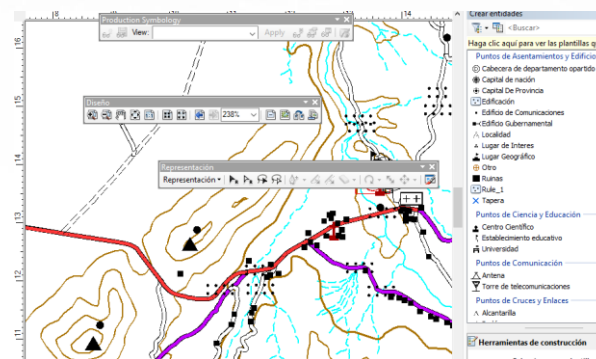 Production Symbology
View:
Apply
Diseño
238%
Representación
Representación
Crear entidades
<Buscar>
Haga clic aquí para ver las plantillas q
Puntos de Asentamientos y Edificio
Cabecera de departamento opartido
Capital de nación
Capital De Provincia
Edificación
Edificio de Comunicaciones
Edificio Gubernamental
Localidad
Lugar de Interes
Lugar Geográfico
Otro
Ruinas
Rule_1
Tapera
Puntos de Ciencia y Educación
Centro Científico
Establecimiento educativo
Universidad
Puntos de Comunicación
Antena
Torre de telecomunicaciones
Puntos de Cruces y Enlaces
Alcantarilla
Herramientas de construcción
16
15
14
13
12
11